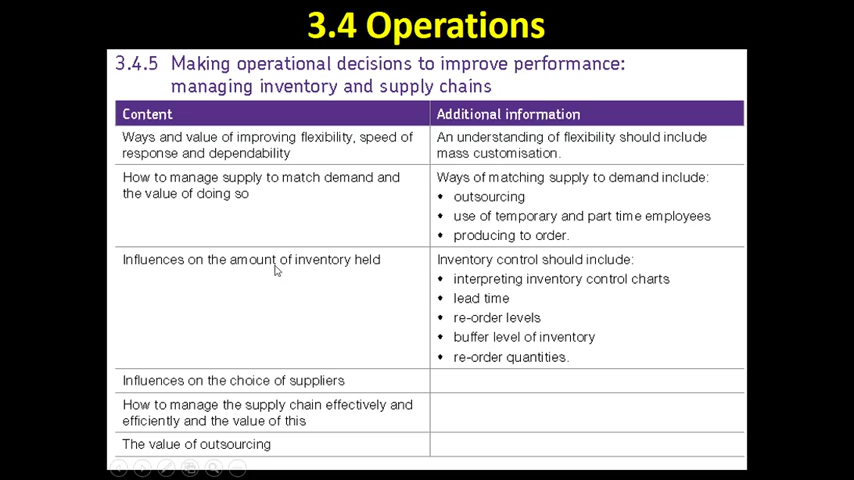 3.4 Operations
3.4.5 Making operational decisions to improve performance:
managing inventory and supply chains
Content
Additional information
Ways and value of improving flexibility, speed of
response and dependability
An understanding of flexibility should include
mass customisation.
How to manage supply to match demand and
the value of doing so
Ways of matching supply to demand include:
• outsourcing
• use of temporary and part time employees
• producing to order.
Influences on the amount of inventory held
Inventory control should include:
• interpreting inventory control charts
• lead time
• re-order levels
• buffer level of inventory
• re-order quantities.
Influences on the choice of suppliers
How to manage the supply chain effectively and
efficiently and the value of this
The value of outsourcing